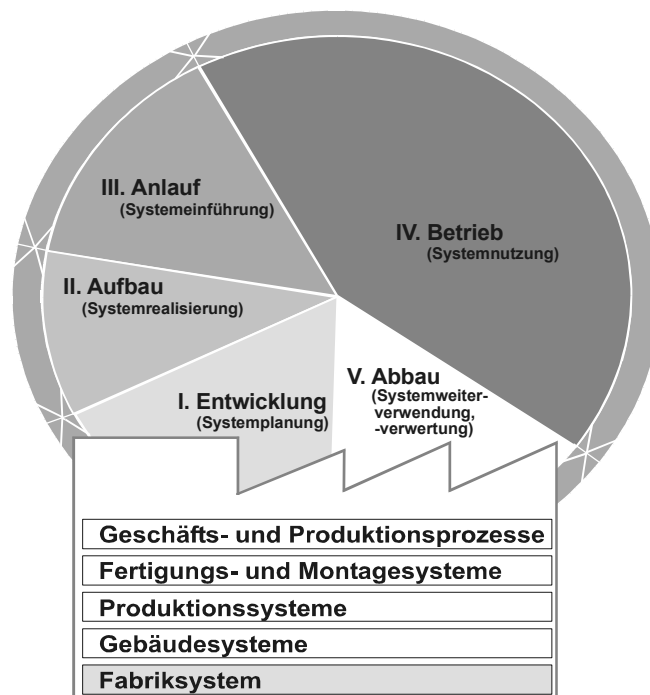 III. Anlauf
(Systemeinführung)
IV. Betrieb
(Systemnutzung)
II. Aufbau
(Systemrealisierung)
V. Abbau
(Systemweiter-
verwendung,
-verwertung)
I. Entwicklung
(Systemplanung)
Geschäfts- und Produktionsprozesse
Fertigungs- und Montagesysteme
Produktionssysteme
Gebäudesysteme
Fabriksystem